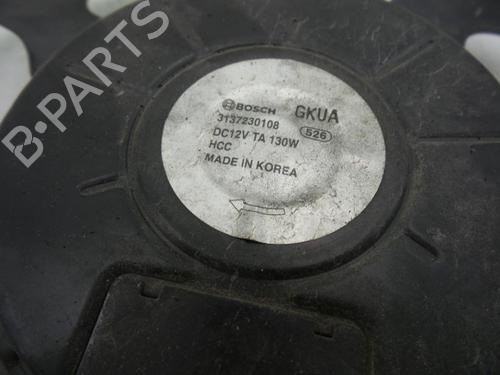 B-PARTS
BOSCH GKUA
3137230108
DC12V TA 130W 526
HCC
MADE IN KOREA